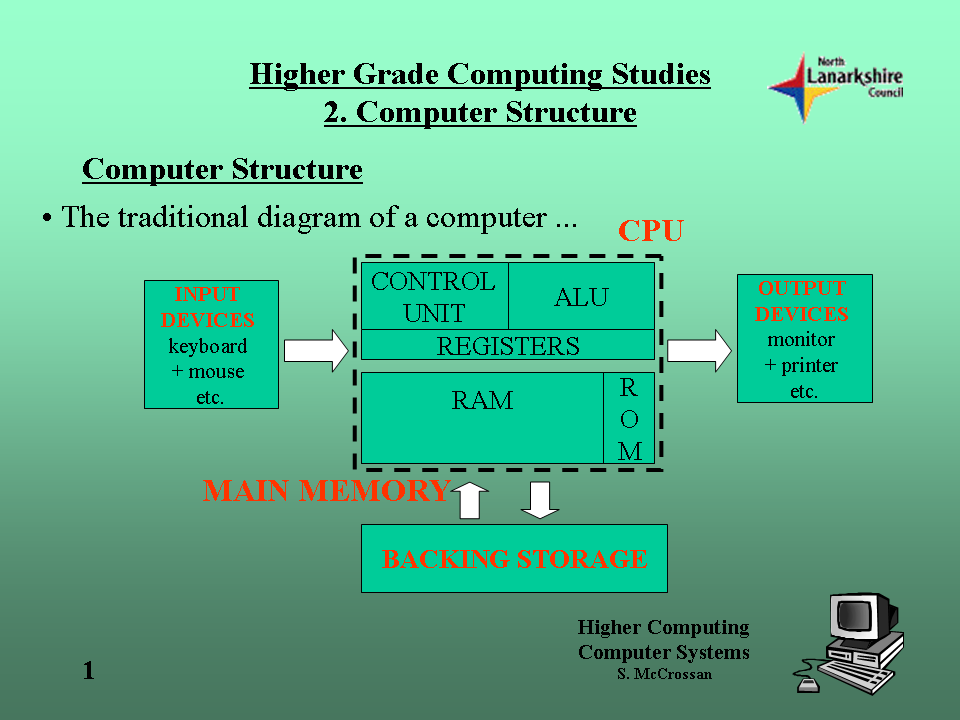 Higher Grade Computing Studies
2. Computer Structure
North
Lanarkshire
Council
Computer Structure
• The traditional diagram of a computer ...
CPU
INPUT
DEVICES
keyboard
+ mouse
etc.
CONTROL
UNIT
ALU
REGISTERS
RAM
R
O
M
OUTPUT
DEVICES
monitor
+ printer
etc.
MAIN MEMORY
BACKING STORAGE
Higher Computing
Computer Systems
S. McCrossan
1